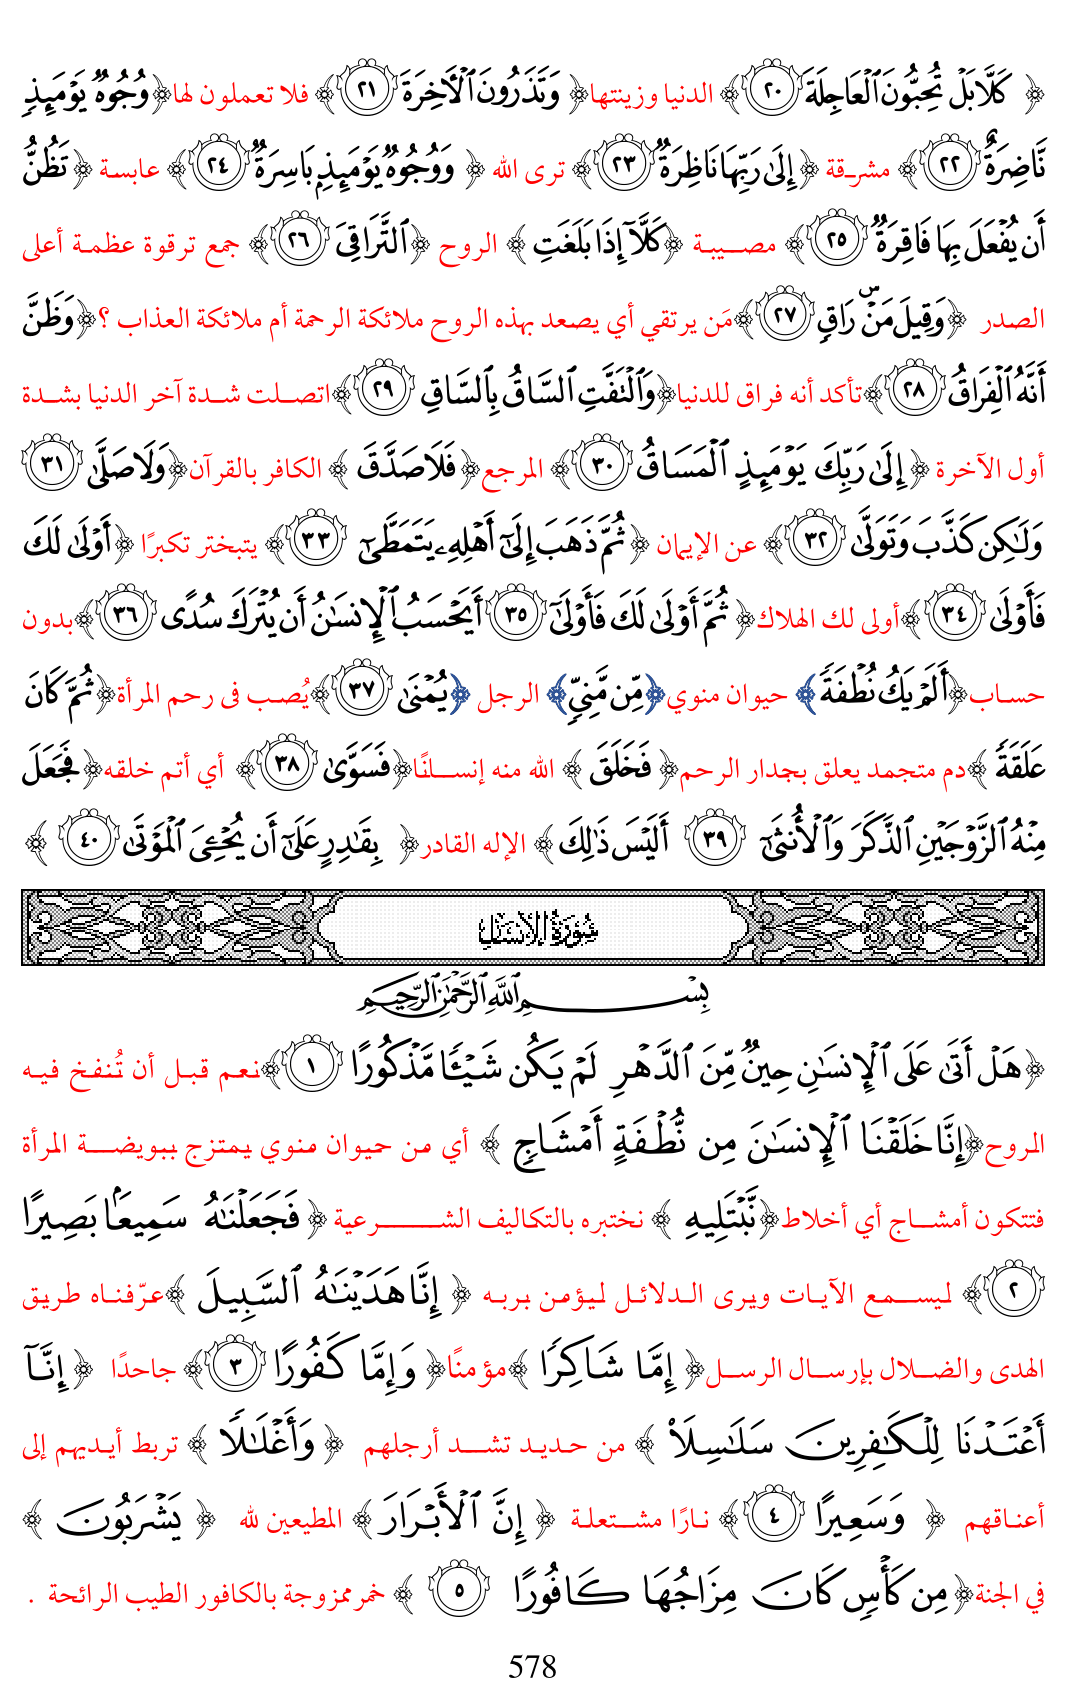 ﴿ كَلَّا بَلْ تُحِبُّونَ ٱلْعَاجِلَةَ ٢٠﴾ الدنيا وزينتها﴿ وَتَذَرُونَ ٱلْأٓخِرَةَ ٢١﴾ فلا تعملون لها﴿وُجُوهٌ يَوْمَئِذٍ
نَّاضِرَةٌ ٢٢﴾ مشرقة ﴿إِلَىٰ رَبِّهَا نَاظِرَةٌ ٢٣﴾ ترى الله ﴿ وَوُجُوهٌ يَوْمَئِذٍۭ بَاسِرَةٌ ٢٤﴾ عابسة ﴿تَظُنُّ
أَن يُفْعَلَ بِهَا فَاقِرَةٌ ٢٥﴾ مصيبة ﴿كَلَّآ إِذَا بَلَغَتِ ﴾ الروح ﴿ٱلتَّرَاقِىَ ٢٦﴾ جمع ترقوة عظمة أعلى
الصدر ﴿وَقِيلَ مَنْۜ رَاقٍ ٢٧﴾مَن يرتقي أي يصعد بهذه الروح ملائكة الرحمة أم ملائكة العذاب ؟﴿وَظَنَّ
أَنَّهُ ٱلْفِرَاقُ ٢٨﴾تأكد أنه فراق للدنيا﴿وَٱلْتَفَّتِ ٱلسَّاقُ بِٱلسَّاقِ ٢٩﴾اتصلت شدة آخر الدنيا بشدة
أول الآخرة ﴿إِلَىٰ رَبِّكَ يَوْمَئِذٍ ٱلْمَسَاقُ ٣٠﴾ المرجع﴿فَلَا صَدَّقَ ﴾ الكافر بالقرآن﴿وَلَا صَلَّىٰ ٣١
وَلَٰكِن كَذَّبَ وَتَوَلَّىٰ ٣٢﴾ عن الإيمان ﴿ثُمَّ ذَهَبَ إِلَىٰٓ أَهْلِهِۦ يَتَمَطَّىٰٓ ٣٣﴾ يتبختر تكبرًا ﴿أَوْلَىٰ لَكَ
فَأَوْلَىٰ ٣٤﴾أولى لك الهلاك﴿ ثُمَّ أَوْلَىٰ لَكَ فَأَوْلَىٰٓ ٣٥ أَيَحْسَبُ ٱلْإِنسَٰنُ أَن يُتْرَكَ سُدًى ٣٦﴾بدون
حساب﴿أَلَمْ يَكُ نُطْفَةً﴾ حيوان منوي﴿مِّن مَّنِىٍّ﴾ الرجل ﴿يُمْنَىٰ ٣٧﴾يُصب فى رحم المرأة﴿ثُمَّ كَانَ
عَلَقَةً ﴾دم متجمد يعلق بجدار الرحم﴿ فَخَلَقَ ﴾ الله منه إنسانًا﴿فَسَوَّىٰ ٣٨﴾ أي أتم خلقه﴿فَجَعَلَ
مِنْهُ ٱلزَّوْجَيْنِ ٱلذَّكَرَ وَٱلْأُنثَىٰٓ ٣٩ أَلَيْسَ ذَٰلِكَ ﴾ الإله القادر﴿ بِقَٰدِرٍ عَلَىٰٓ أَن يُحْـِۧىَ ٱلْمَوْتَىٰ ٤٠ ﴾
سُورَةُ الإنسَان
بِسْمِ ٱللَّهِ ٱلرَّحْمَٰنِ ٱلرَّحِيمِ
﴿هَلْ أَتَىٰ عَلَى ٱلْإِنسَٰنِ حِينٌ مِّنَ ٱلدَّهْرِ لَمْ يَكُن شَيْـًٔا مَّذْكُورًا ١﴾نعم قبل أن تُنفخ فيه
الروح﴿إِنَّا خَلَقْنَا ٱلْإِنسَٰنَ مِن نُّطْفَةٍ أَمْشَاجٍ ﴾ أي من حيوان منوي يمتزج ببويضة المرأة
فتتكون أمشاج أي أخلاط﴿نَّبْتَلِيهِ ﴾ نختبره بالتكاليف الشرعية ﴿فَجَعَلْنَٰهُ سَمِيعًۢا بَصِيرًا
٢﴾ ليسمع الآيات ويرى الدلائل ليؤمن بربه ﴿ إِنَّا هَدَيْنَٰهُ ٱلسَّبِيلَ ﴾عرّفناه طريق
الهدى والضلال بإرسال الرسل﴿ إِمَّا شَاكِرًا ﴾مؤمنًا﴿ وَإِمَّا كَفُورًا ٣﴾ جاحدًا ﴿ إِنَّآ
أَعْتَدْنَا لِلْكَٰفِرِينَ سَلَٰسِلَا۟ ﴾ من حديد تشد أرجلهم ﴿ وَأَغْلَٰلًا ﴾ تربط أيديهم إلى
أعناقهم ﴿ وَسَعِيرًا ٤﴾ نارًا مشتعلة ﴿ إِنَّ ٱلْأَبْرَارَ ﴾ المطيعين لله ﴿ يَشْرَبُونَ ﴾
في الجنة﴿مِن كَأْسٍ كَانَ مِزَاجُهَا كَافُورًا ٥ ﴾ خمر ممزوجة بالكافور الطيب الرائحة .
578